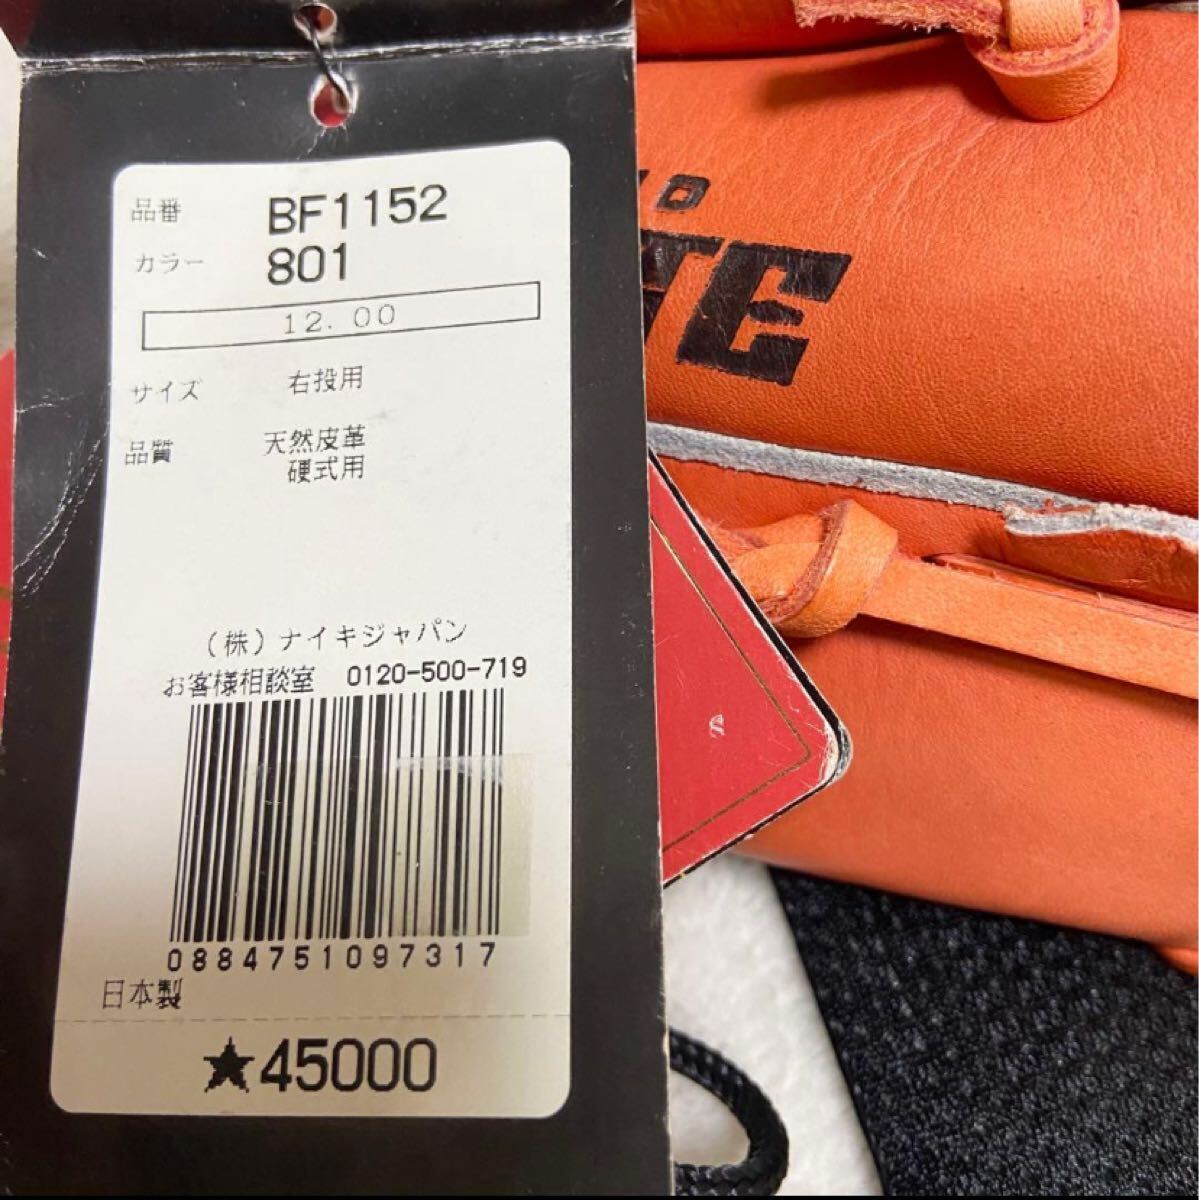 品番 BF1152
カラー 801
12.00
サイズ 右投用
品質 天然皮革
硬式用
(株)ナイキジャパン
お客様相談室 0120-500-719
0884751097317
日本製
★45000